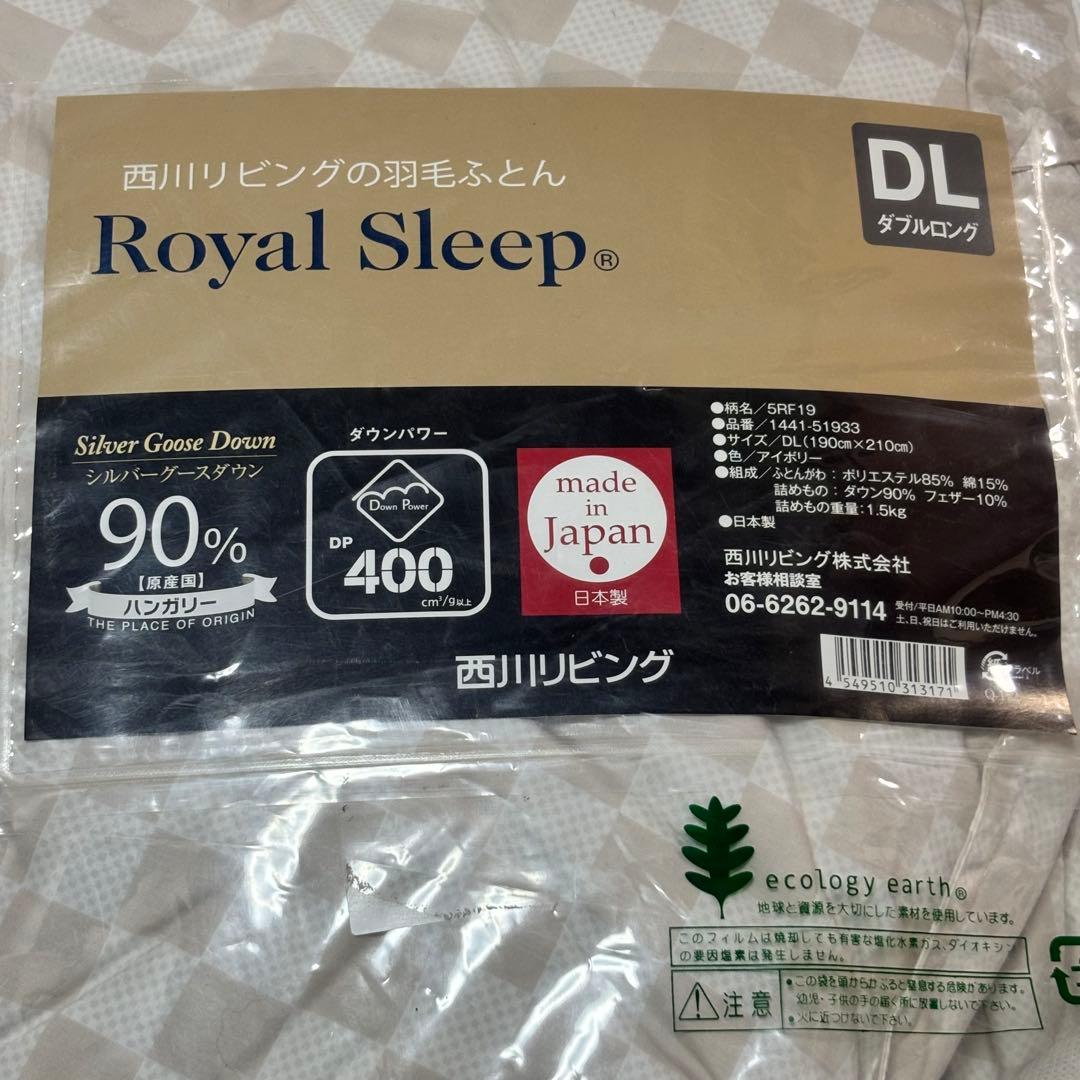 西川リビングの羽毛ふとん
Royal Sleep®
DL
ダブルロング
Silver Goose Down
シルバーグースダウン
90%
【原産国】
ハンガリー
THE PLACE OF ORIGIN
ダウンパワー
Down Power
DP
400
cm³/g以上
made in Japan
日本製
●柄名/5RF19
●品番/1441-51933
●サイズ/DL(190cm×210cm)
●色/アイボリー
●組成/ふとんがわ:ポリエステル85% 綿15%
詰めもの:ダウン90% フェザー10%
詰めもの重量:1.5kg
●日本製
西川リビング株式会社
お客様相談室
06-6262-9114 受付/平日AM10:00〜PM4:30
土、日、祝日はご利用いただけません。
西川リビング
4 549510 313171
紙 ラベル
ecology earth®
地球と資源を大切にした素材を使用しています。
このフィルムは焼却しても有害な塩化水素ガス、ダイオキシン
の要因塩素は発生しません。
注意
●この袋を頭からかぶると窒息する危険があります。
幼児・子供の手の届く所に放置しないで下さい。
●火に近づけないで下さい。